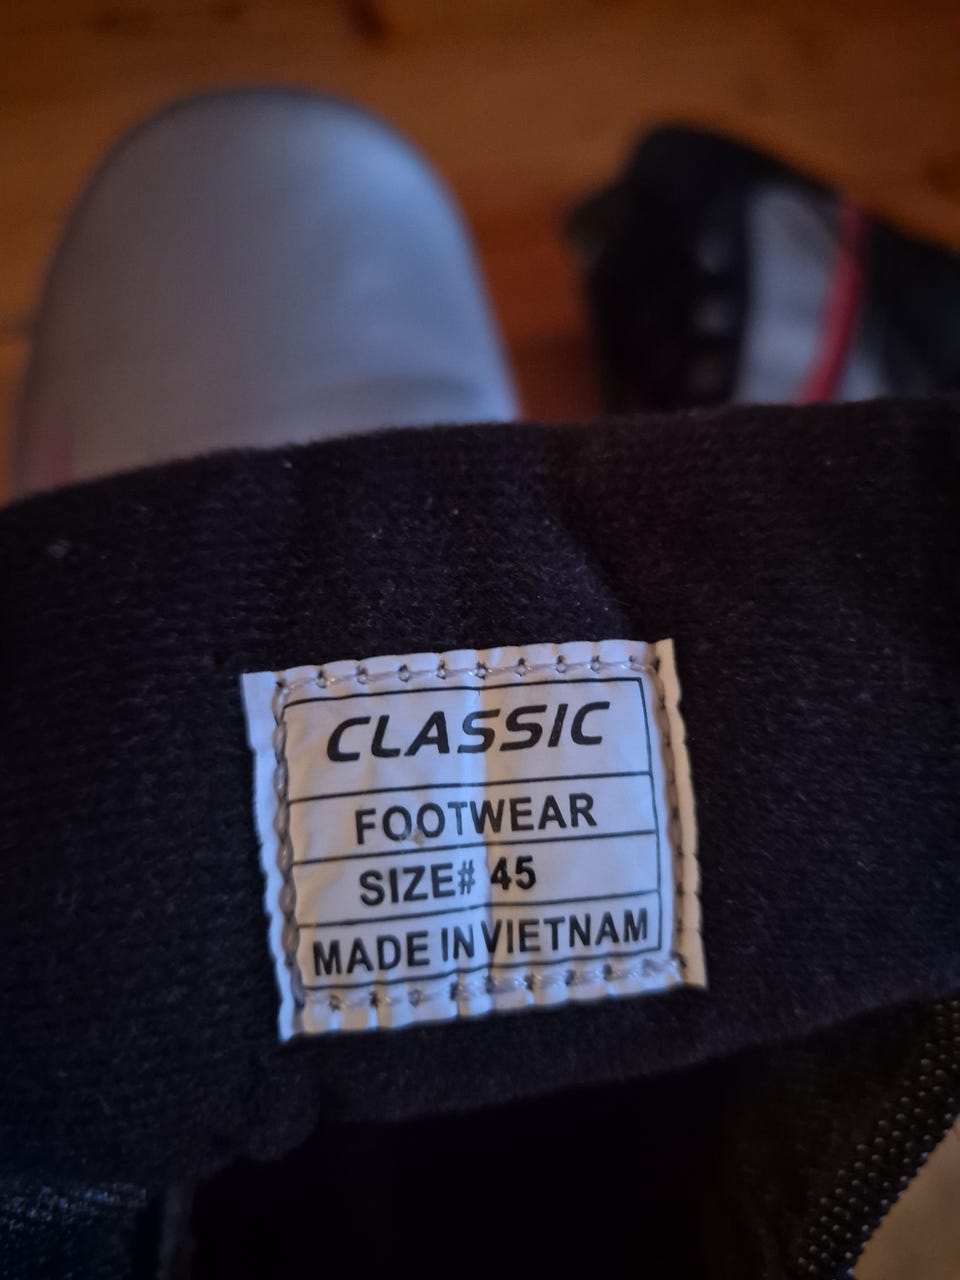 CLASSIC
FOOTWEAR
SIZE# 45
MADE IN VIETNAM